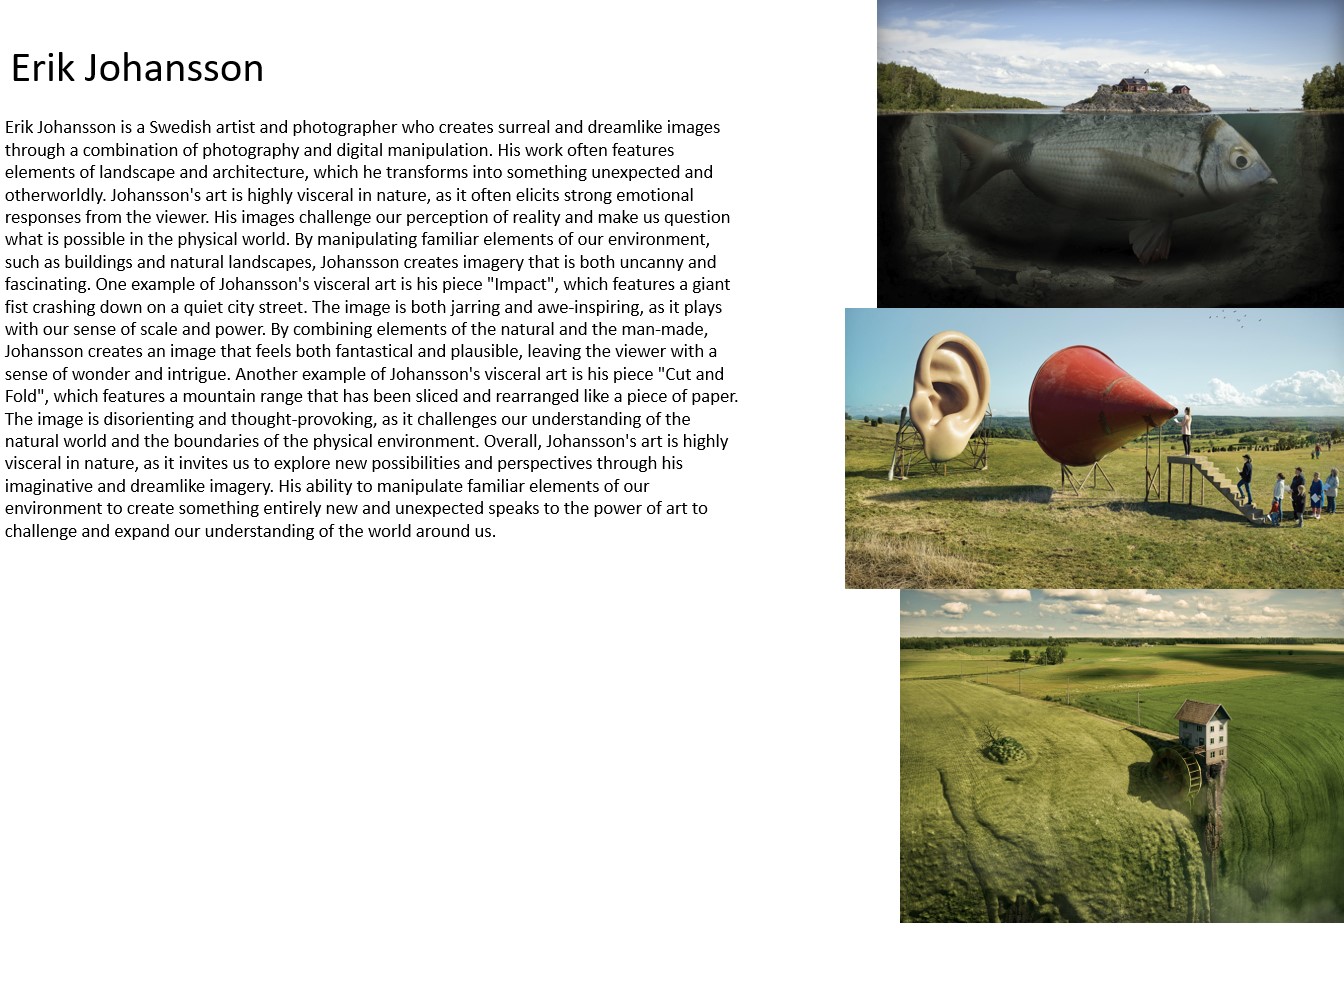 Erik Johansson
Erik Johansson is a Swedish artist and photographer who creates surreal and dreamlike images
through a combination of photography and digital manipulation. His work often features
elements of landscape and architecture, which he transforms into something unexpected and
otherworldly. Johansson's art is highly visceral in nature, as it often elicits strong emotional
responses from the viewer. His images challenge our perception of reality and make us question
what is possible in the physical world. By manipulating familiar elements of our environment,
such as buildings and natural landscapes, Johansson creates imagery that is both uncanny and
fascinating. One example of Johansson's visceral art is his piece "Impact", which features a giant
fist crashing down on a quiet city street. The image is both jarring and awe-inspiring, as it plays
with our sense of scale and power. By combining elements of the natural and the man-made,
Johansson creates an image that feels both fantastical and plausible, leaving the viewer with a
sense of wonder and intrigue. Another example of Johansson's visceral art is his piece "Cut and
Fold", which features a mountain range that has been sliced and rearranged like a piece of paper.
The image is disorienting and thought-provoking, as it challenges our understanding of the
natural world and the boundaries of the physical environment. Overall, Johansson's art is highly
visceral in nature, as it invites us to explore new possibilities and perspectives through his
imaginative and dreamlike imagery. His ability to manipulate familiar elements of our
environment to create something entirely new and unexpected speaks to the power of art to
challenge and expand our understanding of the world around us.